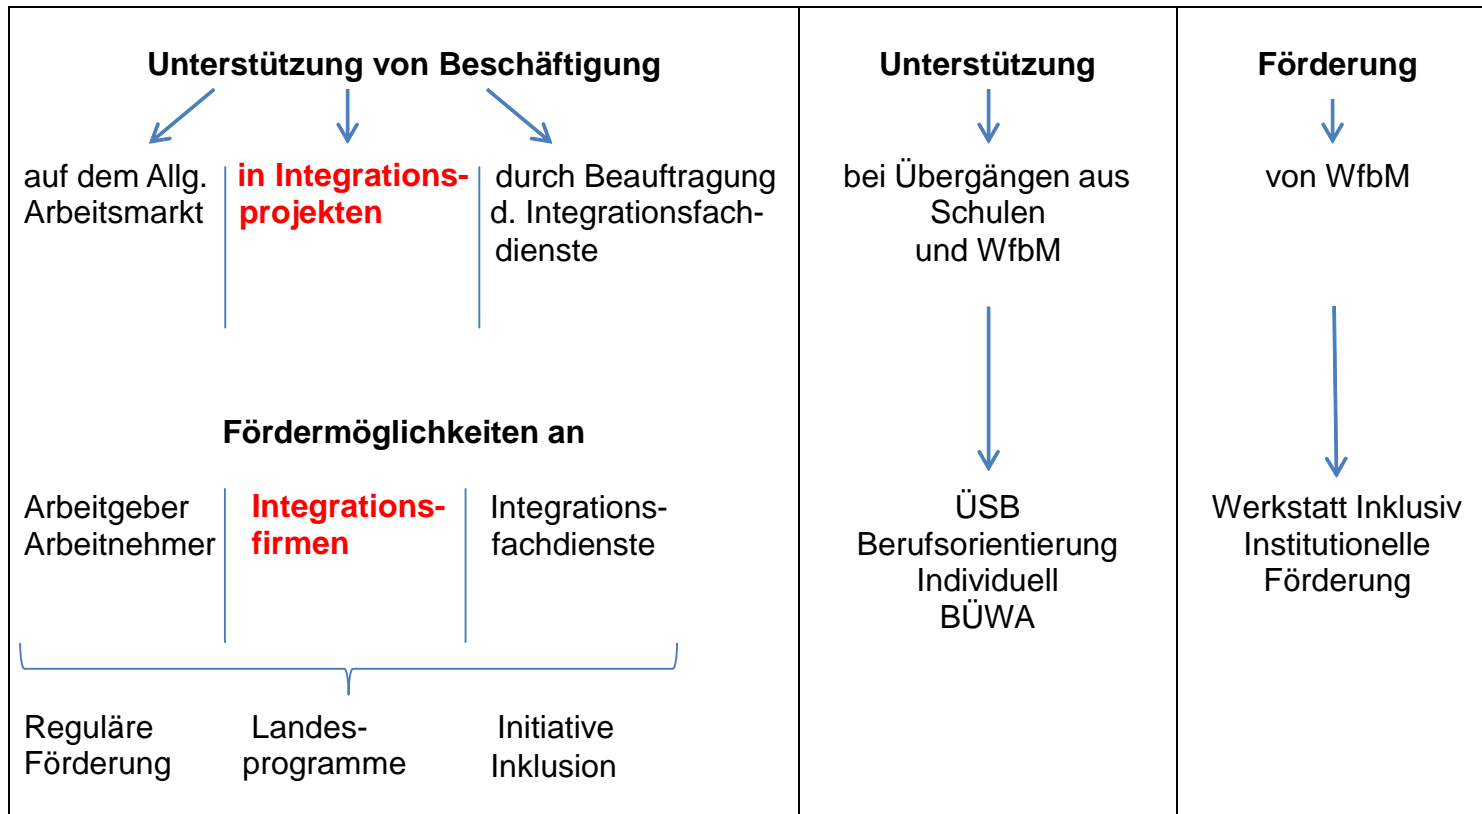 Unterstützung von Beschäftigung
auf dem Allg.
Arbeitsmarkt
in Integrations-
projekten
durch Beauftragung
d. Integrationsfach-
dienste
Fördermöglichkeiten an
Arbeitgeber
Arbeitnehmer
Integrations-
firmen
Integrations-
fachdienste
Reguläre
Förderung
Landes-
programme
Initiative
Inklusion
Unterstützung
bei Übergängen aus
Schulen
und WfbM
ÜSB
Berufsorientierung
Individuell
BÜWA
Förderung
von WfbM
Werkstatt Inklusiv
Institutionelle
Förderung